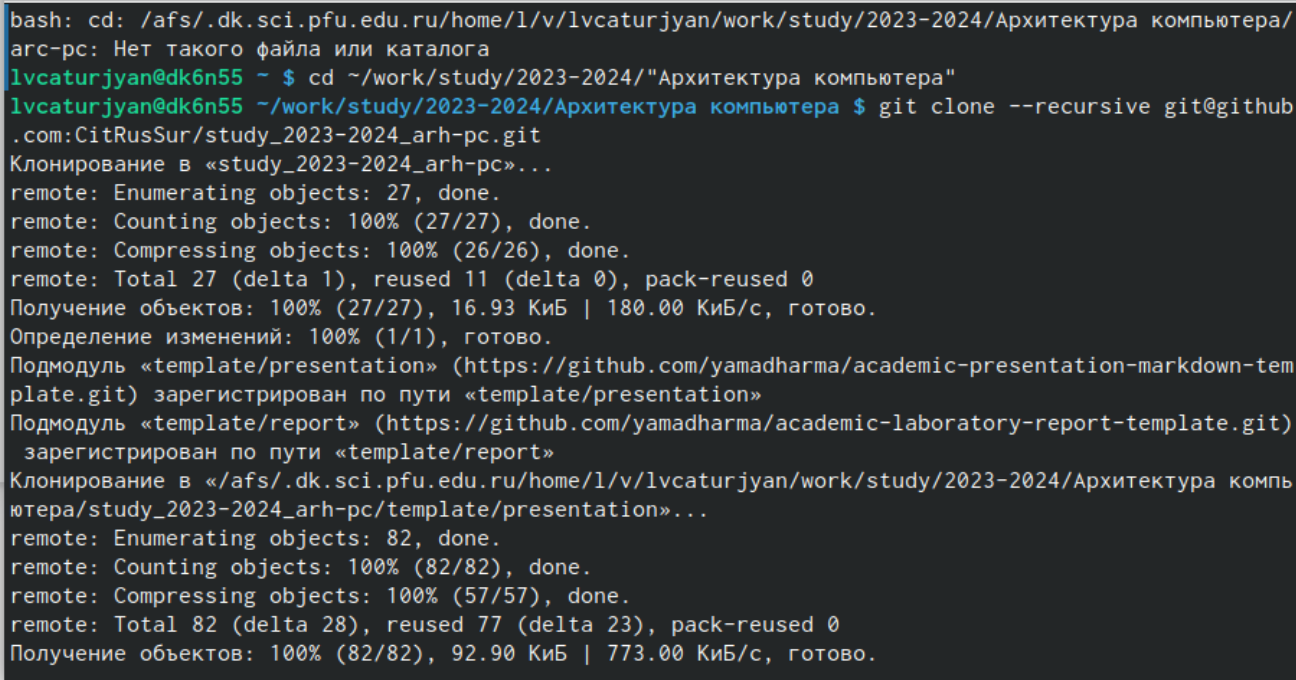 bash: cd: /afs/.dk.sci.pfu.edu.ru/home/l/v/lvcaturjyan/work/study/2023-2024/Архитектура компьютера/
arc-pc: Нет такого файла или каталога
lvcaturjyan@dk6n55 ~ $ cd ~/work/study/2023-2024/"Архитектура компьютера"
lvcaturjyan@dk6n55 ~/work/study/2023-2024/Архитектура компьютера $ git clone --recursive git@github
.com:CitRusSur/study_2023-2024_arh-pc.git
Клонирование в «study_2023-2024_arh-pc»...
remote: Enumerating objects: 27, done.
remote: Counting objects: 100% (27/27), done.
remote: Compressing objects: 100% (26/26), done.
remote: Total 27 (delta 1), reused 11 (delta 0), pack-reused 0
Получение объектов: 100% (27/27), 16.93 КиБ | 180.00 КиБ/с, готово.
Определение изменений: 100% (1/1), готово.
Подмодуль «template/presentation» (https://github.com/yamadharma/academic-presentation-markdown-tem
plate.git) зарегистрирован по пути «template/presentation»
Подмодуль «template/report» (https://github.com/yamadharma/academic-laboratory-report-template.git)
 зарегистрирован по пути «template/report»
Клонирование в «/afs/.dk.sci.pfu.edu.ru/home/l/v/lvcaturjyan/work/study/2023-2024/Архитектура компь
ютера/study_2023-2024_arh-pc/template/presentation»...
remote: Enumerating objects: 82, done.
remote: Counting objects: 100% (82/82), done.
remote: Compressing objects: 100% (57/57), done.
remote: Total 82 (delta 28), reused 77 (delta 23), pack-reused 0
Получение объектов: 100% (82/82), 92.90 КиБ | 773.00 КиБ/с, готово.